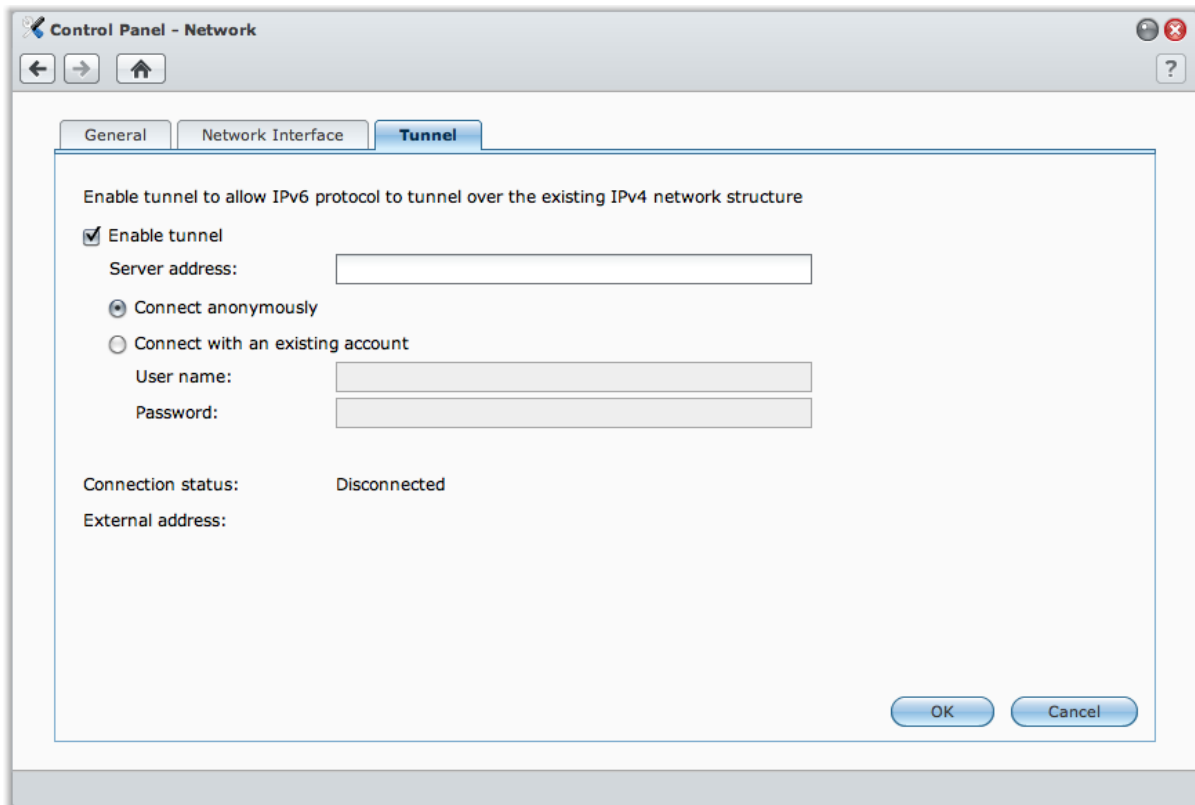 Control Panel - Network
?
General
Network Interface
Tunnel
Enable tunnel to allow IPv6 protocol to tunnel over the existing IPv4 network structure
Enable tunnel
Server address:
Connect anonymously
Connect with an existing account
User name:
Password:
Connection status: Disconnected
External address:
OK
Cancel